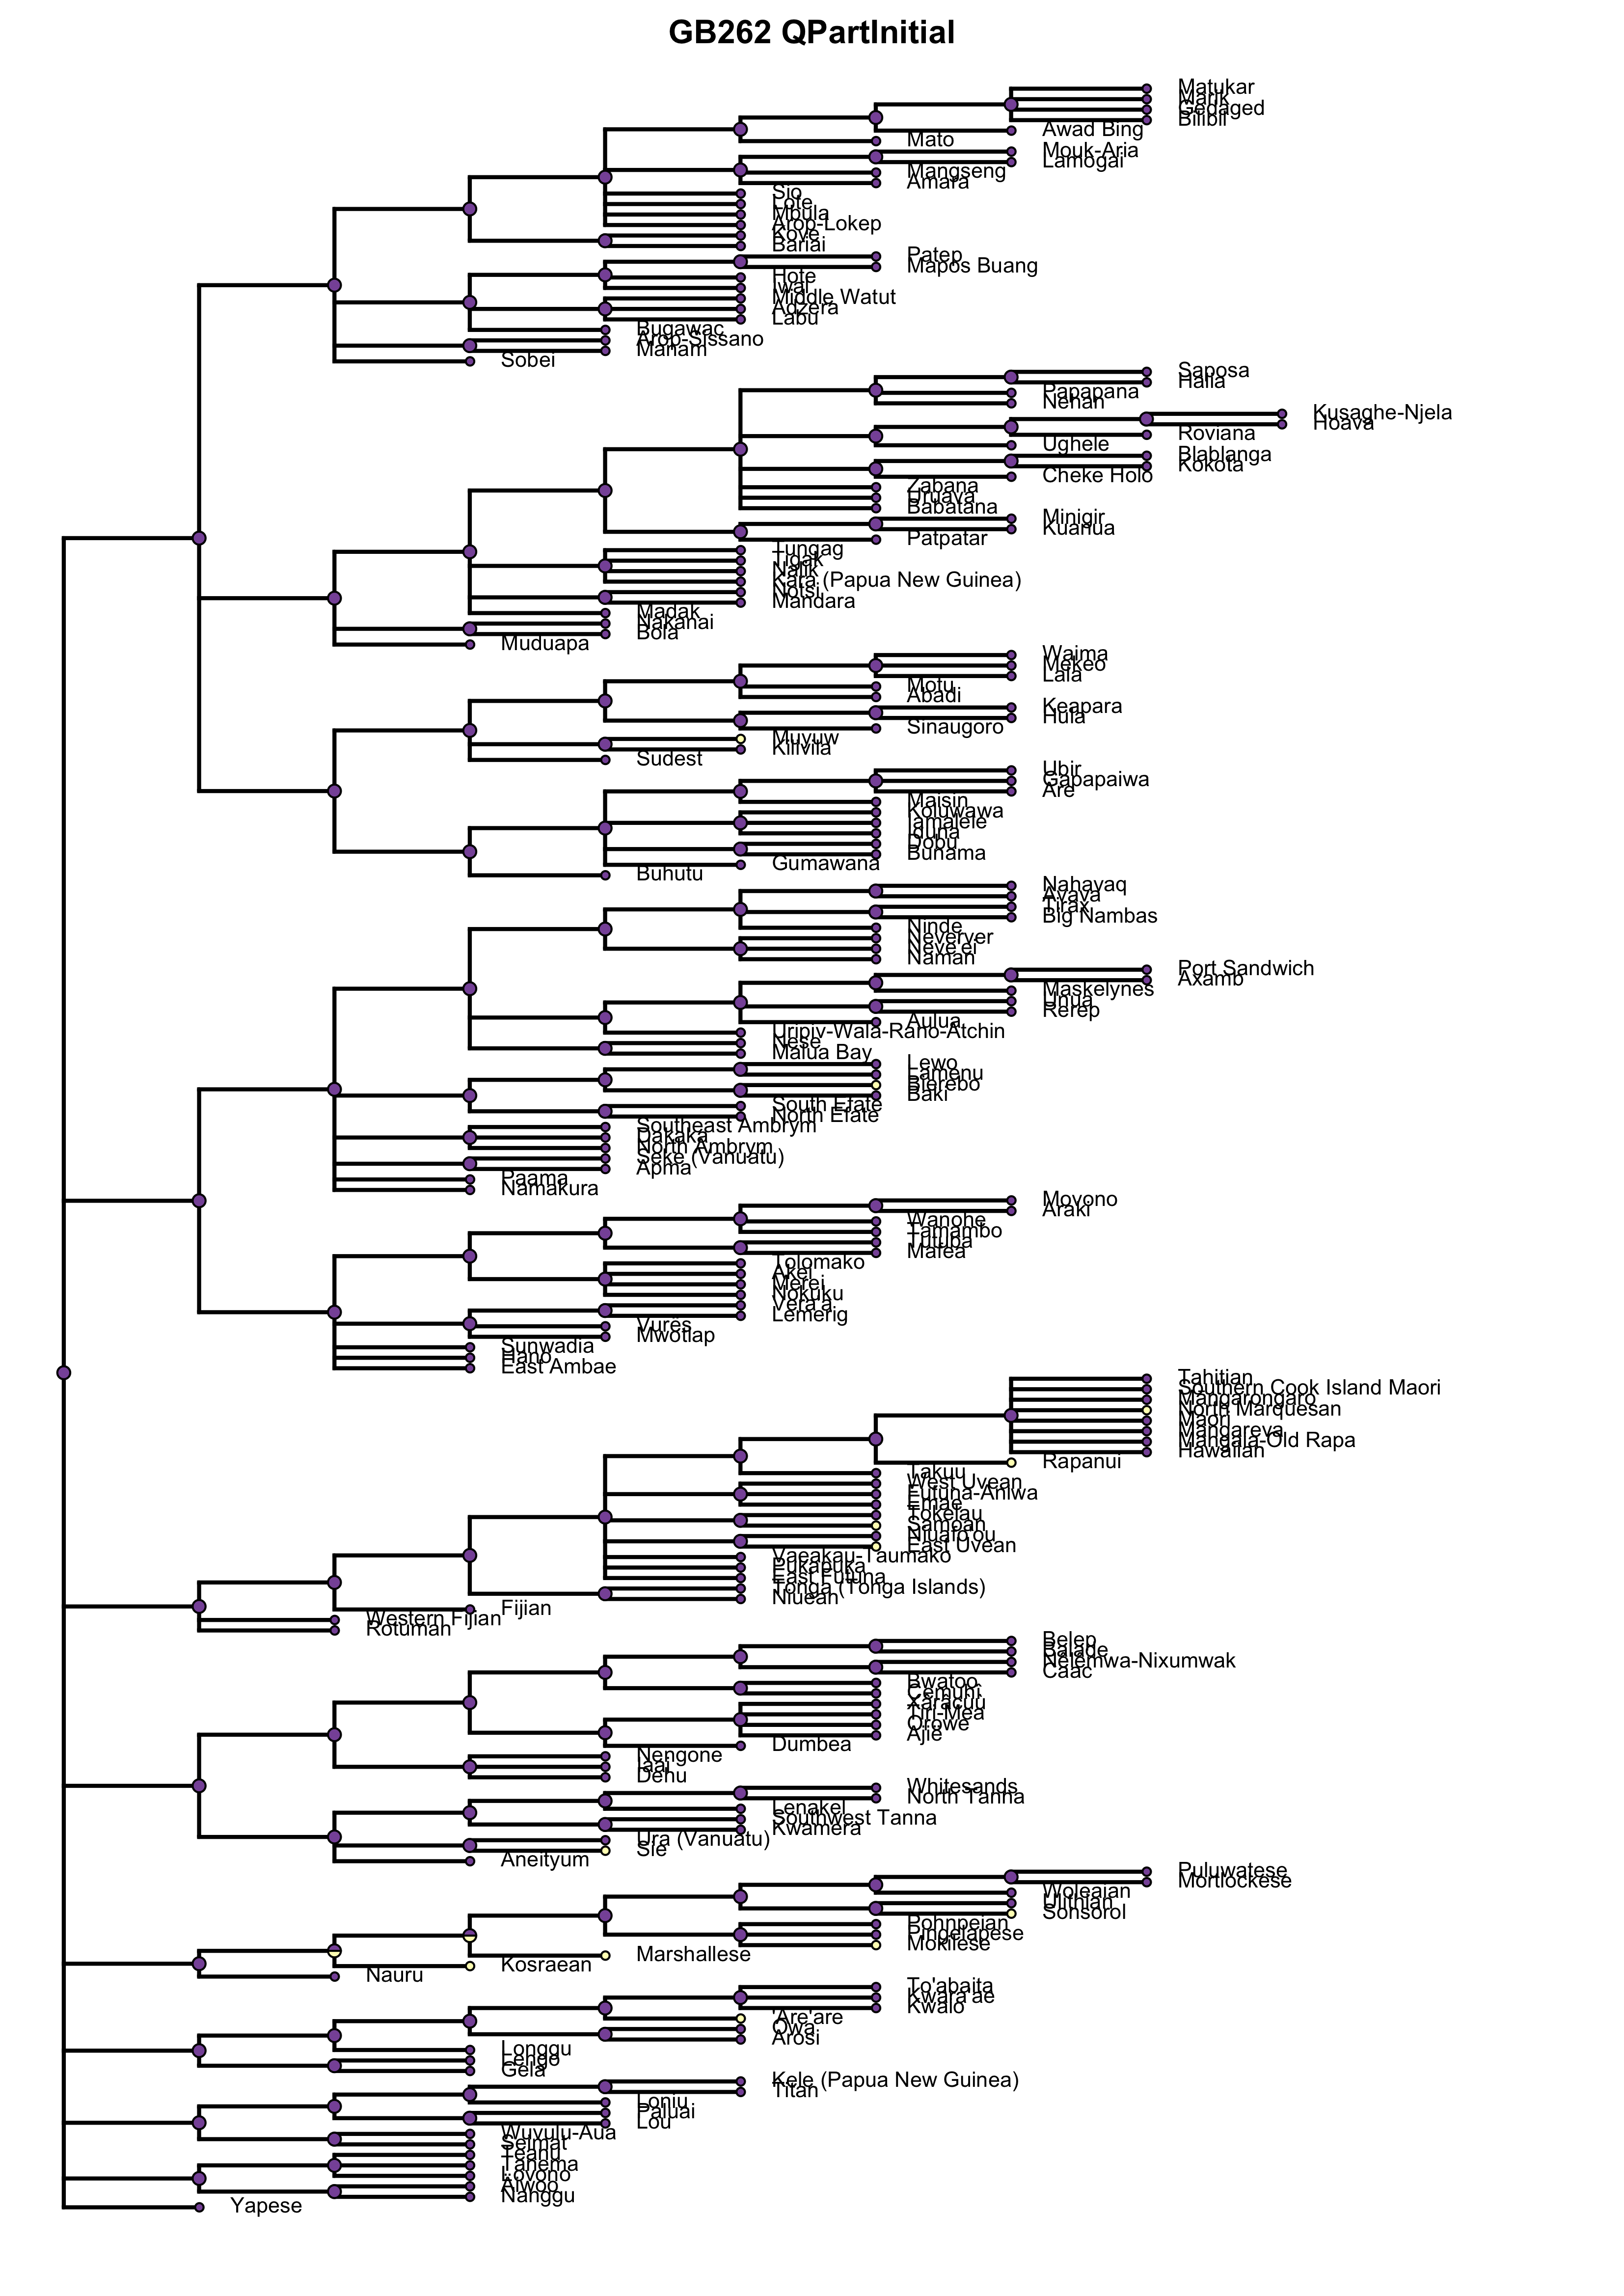 GB262 QPartInitial
Matukar
Marik
Gedaged
Bilibil
Awad Bing
Mato
Mouk-Aria
Lamogai
Mangseng
Amara
Sio
Lote
Mbula
Arop-Lokep
Kove
Bariai
Patep
Mapos Buang
Hote
Iwal
Middle Watut
Adzera
Labu
Bugawac
Arop-Sissano
Manam
Sobei
Saposa
Halia
Papapana
Nehan
Kusaghe-Njela
Hoava
Roviana
Ughele
Blablanga
Kokota
Cheke Holo
Zabana
Uruava
Babatana
Minigir
Kuanua
Patpatar
Tungag
Tigak
Nalik
Kara (Papua New Guinea)
Notsi
Mandara
Madak
Nakanai
Bola
Muduapa
Waima
Mekeo
Lala
Motu
Abadi
Keapara
Hula
Sinaugoro
Muyuw
Kilivila
Sudest
Ubir
Gapapaiwa
Are
Maisin
Koluwawa
Iamalele
Iduna
Dobu
Bunama
Gumawana
Buhutu
Nahavaq
Avava
Tirax
Big Nambas
Ninde
Neverver
Neve'ei
Naman
Port Sandwich
Axamb
Maskelynes
Unua
Rerep
Aulua
Uripiv-Wala-Rano-Atchin
Nese
Malua Bay
Lewo
Lamenu
Bierebo
Baki
South Efate
North Efate
Southeast Ambrym
Dakaka
North Ambrym
Seke (Vanuatu)
Apma
Paama
Namakura
Movono
Araki
Wanohe
Tamambo
Tutuba
Mafea
Tolomako
Akei
Merei
Nokuku
Vera'a
Lemerig
Vures
Mwotlap
Sunwadia
Hano
East Ambae
Tahitian
Southern Cook Island Maori
Mangarongaro
North Marquesan
Maori
Mangareva
Mangaia-Old Rapa
Hawaiian
Rapanui
Takuu
West Uvean
Futuna-Aniwa
Emae
Tokelau
Samoan
Niuafo'ou
East Uvean
Vaeakau-Taumako
Pukapuka
East Futuna
Tonga (Tonga Islands)
Niuean
Fijian
Western Fijian
Rotuman
Belep
Balade
Nelemwa-Nixumwak
Caac
Bwatoo
Cemuhî
Xârâcùù
Tiri-Mea
Orowe
Ajië
Dumbea
Nengone
Iaai
Dehu
Whitesands
North Tanna
Lenakel
Southwest Tanna
Kwamera
Ura (Vanuatu)
Sie
Aneityum
Puluwatese
Mortlockese
Woleaian
Ulithian
Sonsorol
Pohnpeian
Pingelapese
Mokilese
Marshallese
Kosraean
Nauru
To'abaita
Kwara'ae
Kwaio
'Are'are
Owa
Arosi
Longgu
Lengo
Gela
Kele (Papua New Guinea)
Titan
Loniu
Paluai
Lou
Wuvulu-Aua
Seimat
Teanu
Tanema
Lovono
Äiwoo
Nanggu
Yapese